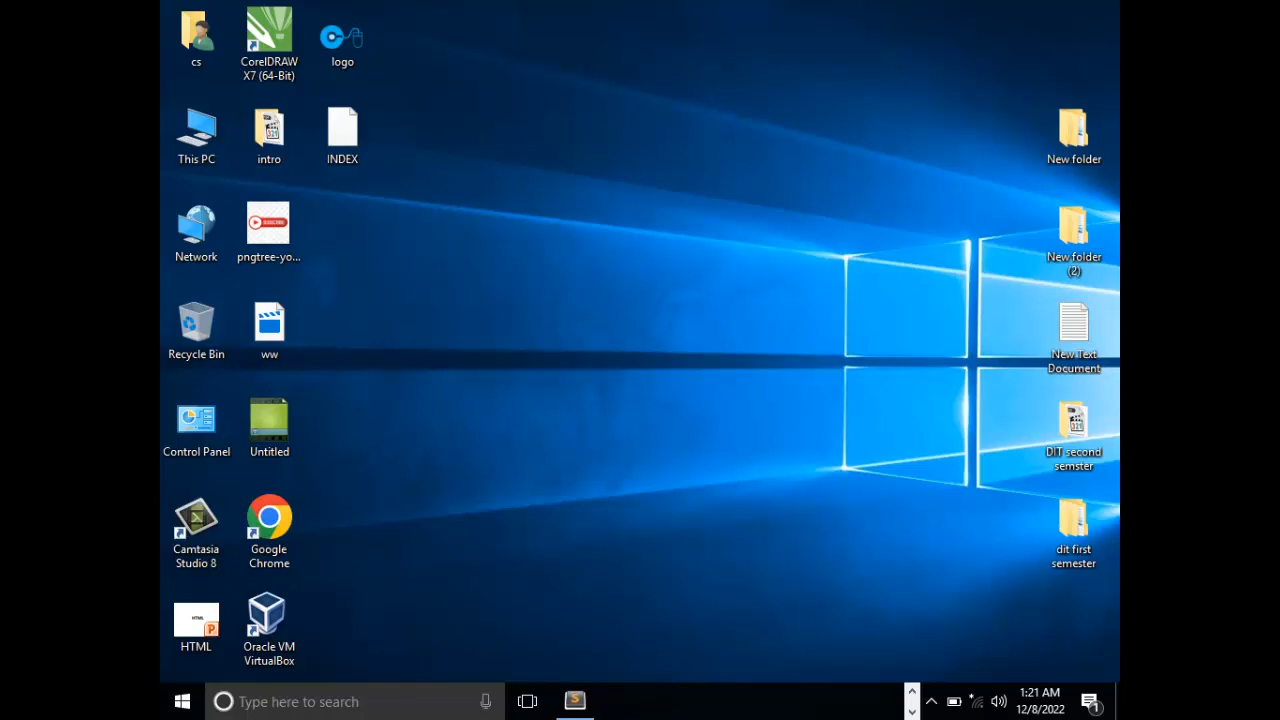 cs
CorelDRAW
X7 (64-Bit)
logo
This PC
intro
INDEX
New folder
Network
pngtree-yo...
New folder
(2)
Recycle Bin
ww
New Text
Document
Control Panel
Untitled
DIT second
semster
Camtasia
Studio 8
Google
Chrome
dit first
semester
HTML
HTML
Oracle VM
VirtualBox
Type here to search
1:21 AM
12/8/2022
1